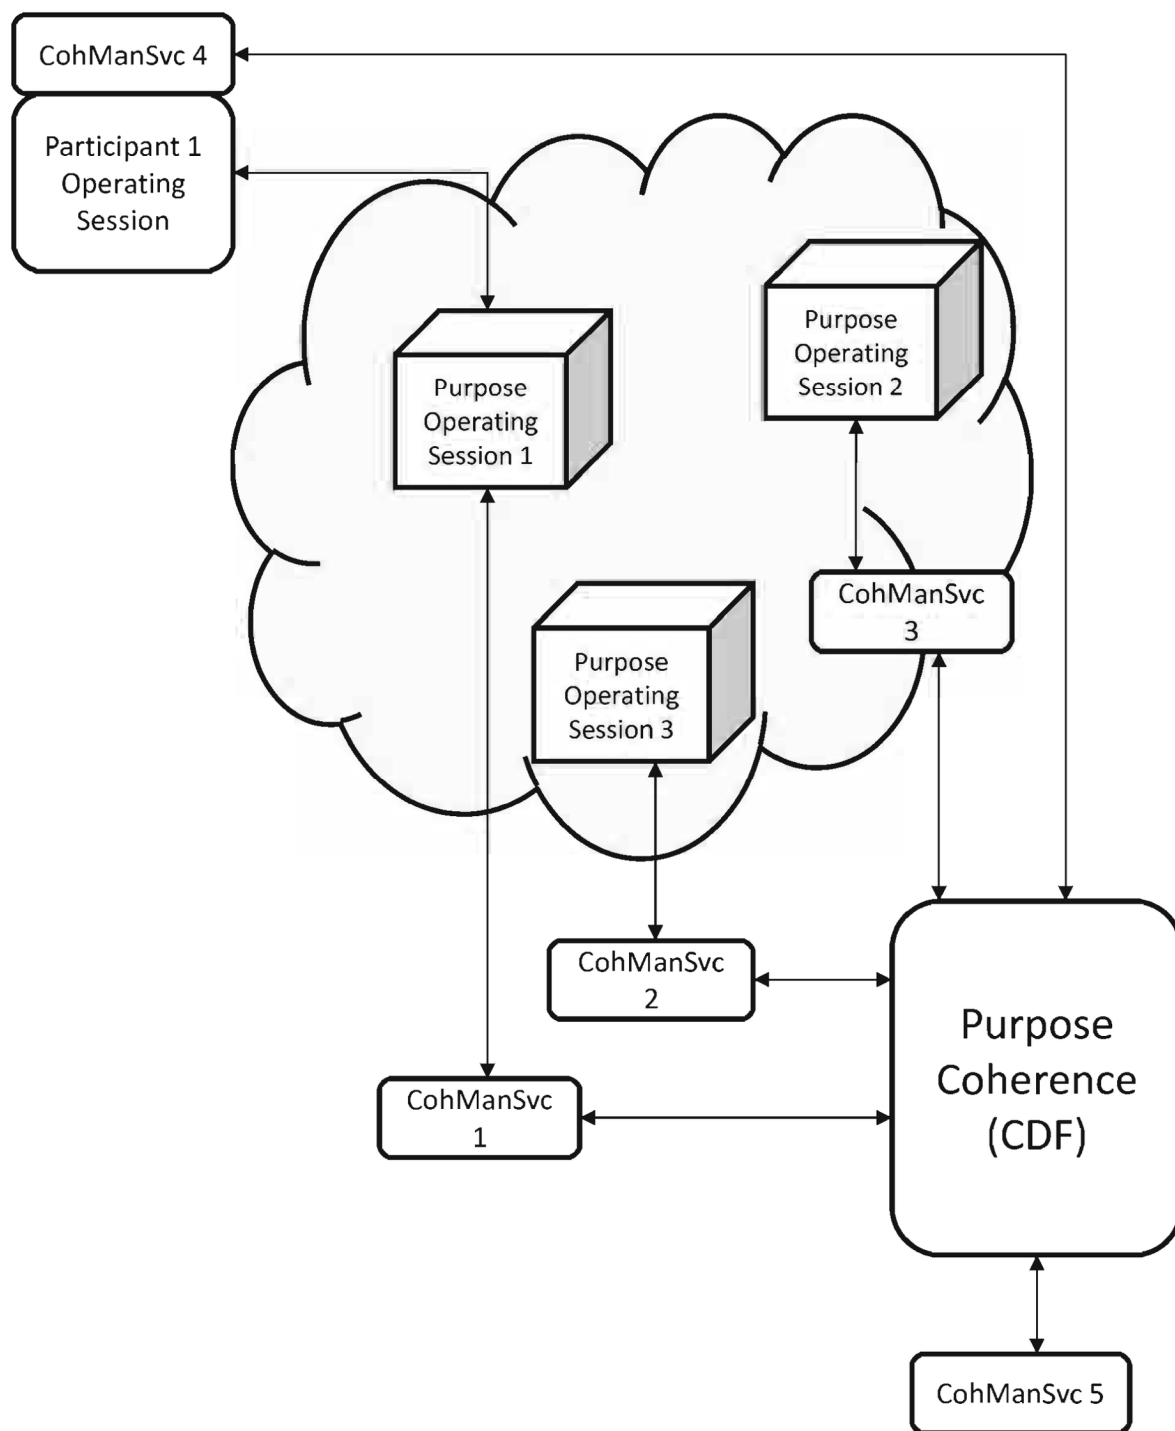 CohManSvc 4
Participant 1
Operating
Session
Purpose
Operating
Session 2
Purpose
Operating
Session 1
CohManSvc
3
Purpose
Operating
Session 3
CohManSvc
2
Purpose
Coherence
(CDF)
CohManSvc
1
CohManSvc 5